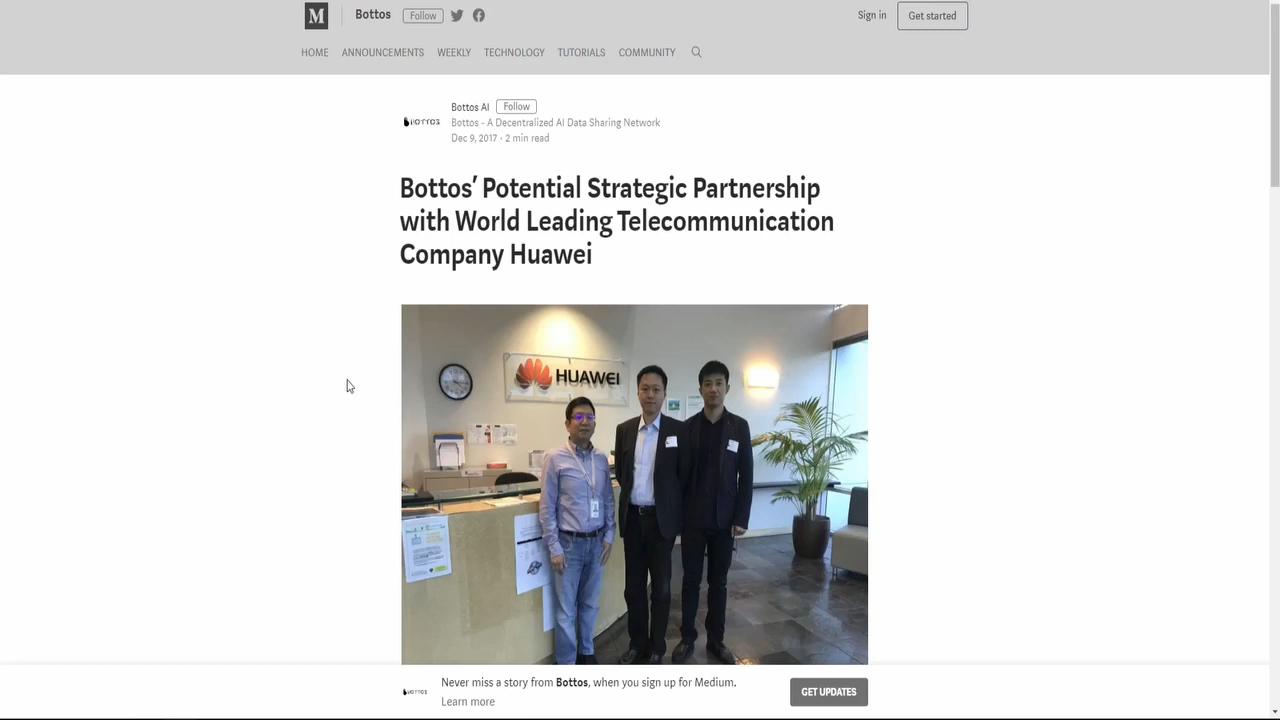 M Bottos Follow Sign in Get started
HOME ANNOUNCEMENTS WEEKLY TECHNOLOGY TUTORIALS COMMUNITY
Bottos AI Follow
BOTTOS
Bottos - A Decentralized AI Data Sharing Network
Dec 9, 2017 · 2 min read
Bottos’ Potential Strategic Partnership
with World Leading Telecommunication
Company Huawei
HUAWEI
Never miss a story from Bottos, when you sign up for Medium.
BOTTOS
GET UPDATES
Learn more